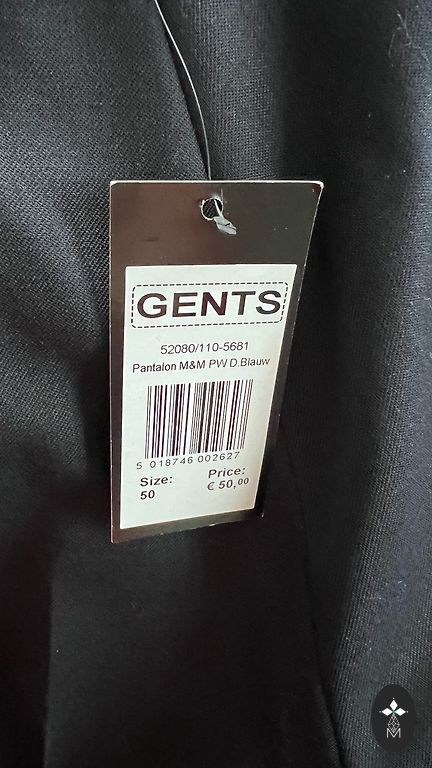 GENTS
52080/110-5681
Pantalon M&M PW D.Blauw
5 018746 002627
Size: Price:
50 € 50,00
M